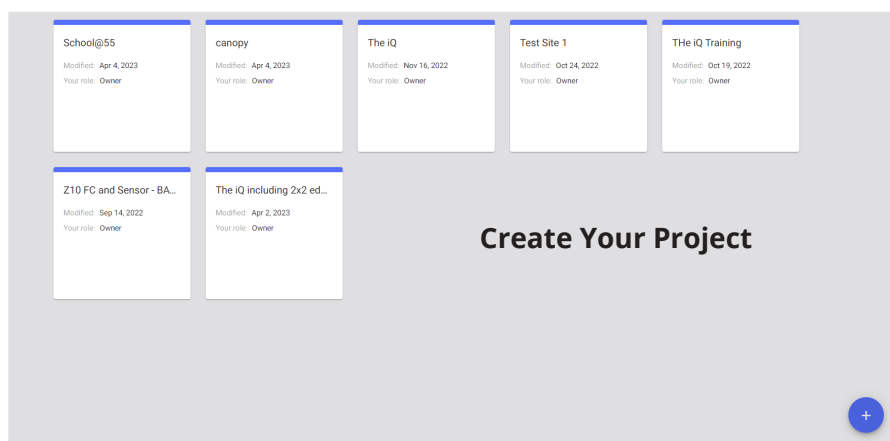 School@55
Modified: Apr 4, 2023
Your role: Owner
canopy
Modified: Apr 4, 2023
Your role: Owner
The iQ
Modified: Nov 16, 2022
Your role: Owner
Test Site 1
Modified: Oct 24, 2022
Your role: Owner
THe iQ Training
Modified: Oct 19, 2022
Your role: Owner
Z10 FC and Sensor - BA...
Modified: Sep 14, 2022
Your role: Owner
The iQ including 2x2 ed...
Modified: Apr 2, 2023
Your role: Owner
Create Your Project
+